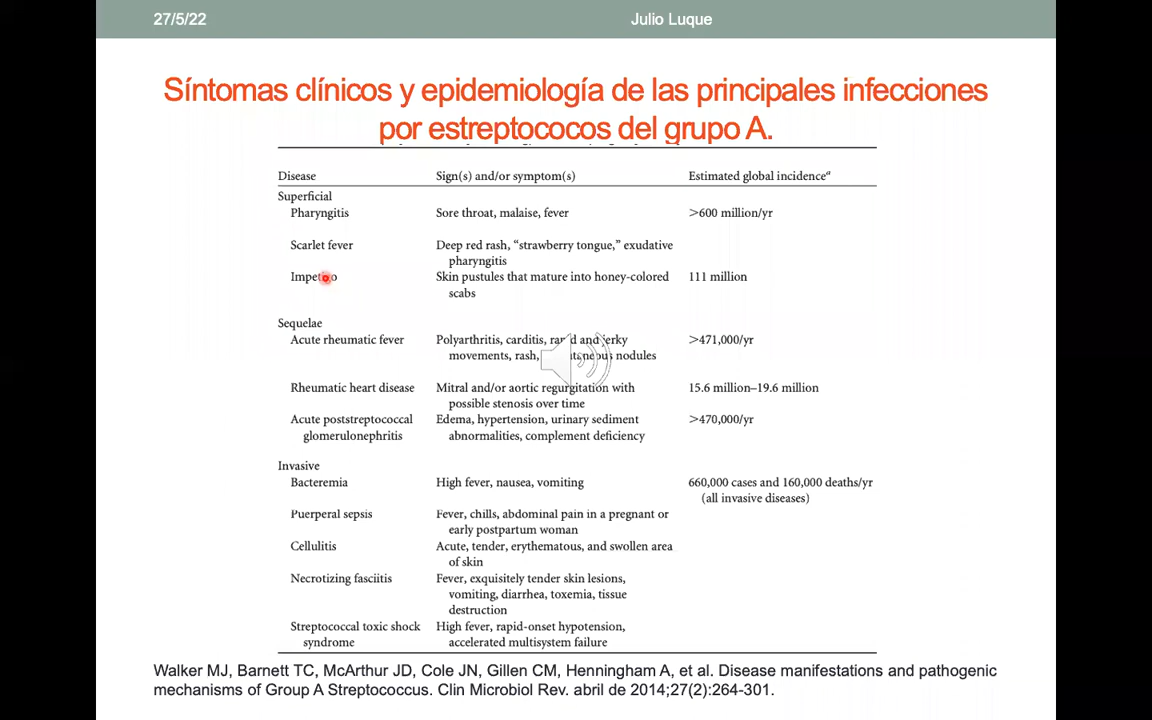 27/5/22 Julio Luque
Síntomas clínicos y epidemiología de las principales infecciones
por estreptococos del grupo A.
Disease Sign(s) and/or symptom(s) Estimated global incidenceᵃ
Superficial
Pharyngitis Sore throat, malaise, fever >600 million/yr
Scarlet fever Deep red rash, “strawberry tongue,” exudative
pharyngitis
Skin pustules that mature into honey-colored 111 million
scabs
Sequelae
Acute rheumatic fever Polyarthritis, carditis, and jerky >471,000/yr
movements, rash, nodules
Rheumatic heart disease Mitral and/or aortic regurgitation with 15.6 million–19.6 million
possible stenosis over time
Acute poststreptococcal Edema, hypertension, urinary sediment >470,000/yr
glomerulonephritis abnormalities, complement deficiency
Invasive
Bacteremia High fever, nausea, vomiting 660,000 cases and 160,000 deaths/yr
(all invasive diseases)
Puerperal sepsis Fever, chills, abdominal pain in a pregnant or
early postpartum woman
Cellulitis Acute, tender, erythematous, and swollen area
of skin
Necrotizing fasciitis Fever, exquisitely tender skin lesions,
vomiting, diarrhea, toxemia, tissue
destruction
Streptococcal toxic shock High fever, rapid-onset hypotension,
syndrome accelerated multisystem failure
Walker MJ, Barnett TC, McArthur JD, Cole JN, Gillen CM, Henningham A, et al. Disease manifestations and pathogenic
mechanisms of Group A Streptococcus. Clin Microbiol Rev. abril de 2014;27(2):264-301.